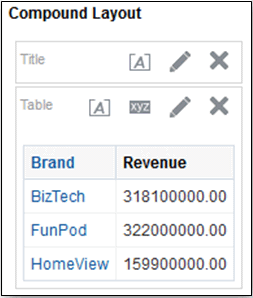 Compound Layout
Title [A]
Table [A] xyz
Brand Revenue
BizTech 318100000.00
FunPod 322000000.00
HomeView 159900000.00